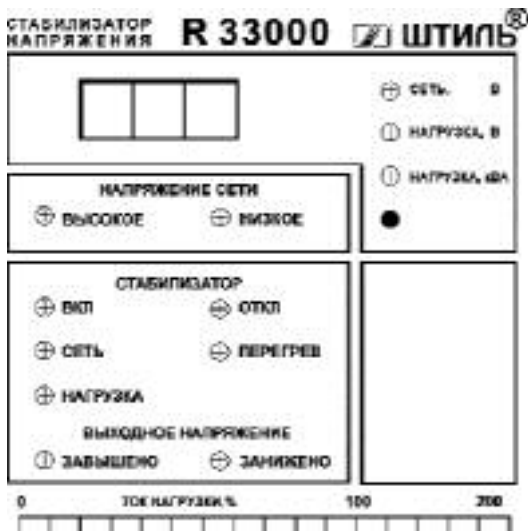 СТАБИЛИЗАТОР
НАПРЯЖЕНИЯ
R 33000
ШТИЛЬ®
СЕТЬ, В
НАГРУЗКА, В
НАГРУЗКА, кВА
НАПРЯЖЕНИЕ СЕТИ
ВЫСОКОЕ НИЗКОЕ
СТАБИЛИЗАТОР
ВКЛ ОТКЛ
СЕТЬ ПЕРЕГРЕВ
НАГРУЗКА
ВЫХОДНОЕ НАПРЯЖЕНИЕ
ЗАВЫШЕНО ЗАНИЖЕНО
0 ТОК НАГРУЗКИ, % 100 200